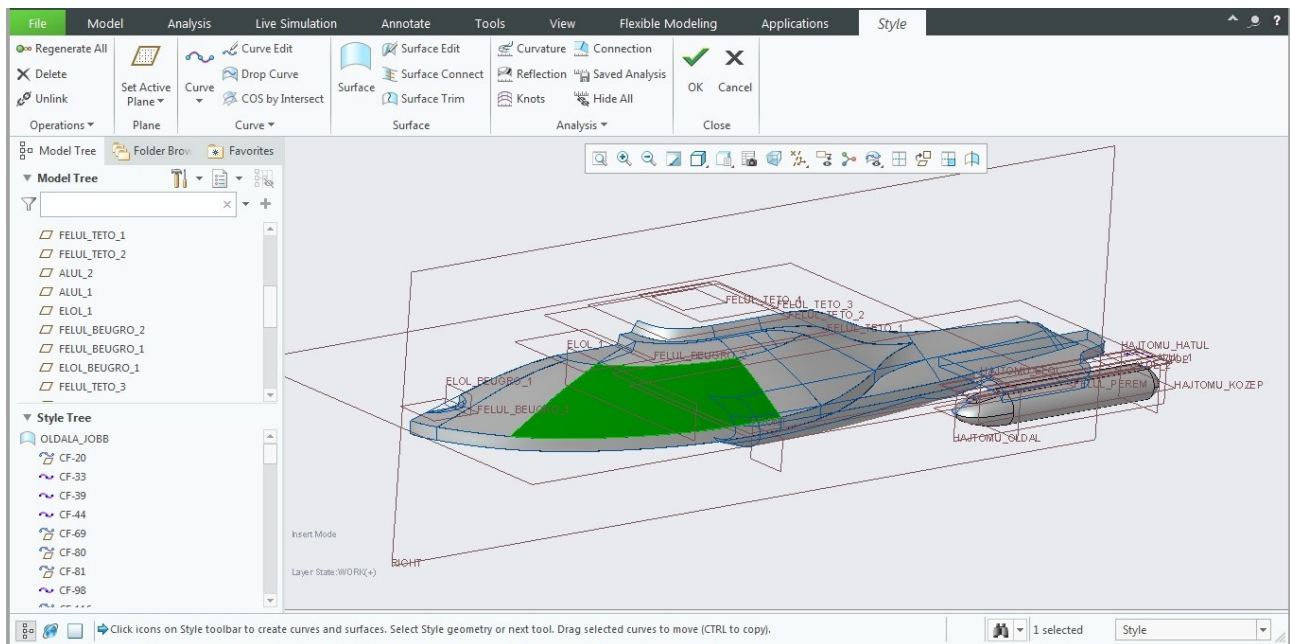 File Model Analysis Live Simulation Annotate Tools View Flexible Modeling Applications Style
Regenerate All
Delete
Unlink
Operations
Set Active
Plane
Plane
Curve
Curve Edit
Drop Curve
COS by Intersect
Curve
Surface
Surface Edit
Surface Connect
Surface Trim
Surface
Curvature
Connection
Reflection
Saved Analysis
Knots
Hide All
Analysis
OK
Cancel
Close
Model Tree Folder Brow Favorites
Model Tree
FELUL_TETO_1
FELUL_TETO_2
ALUL_2
ALUL_1
ELOL_1
FELUL_BEUGRO_2
FELUL_BEUGRO_1
ELOL_BEUGRO_1
FELUL_TETO_3
Style Tree
OLDALA_JOBB
CF-20
CF-33
CF-39
CF-44
CF-69
CF-80
CF-81
CF-98
FELUL_TETO_4
FELUL_TETO_3
FELUL_TETO_2
FELUL_TETO_1
ELOL_1
FELUL_BEUGRO_2
ELOL_BEUGRO_1
FELUL_BEUGRO_1
HAJTOMU_HATUL
HAJTOMU_ELOL
FELUL_PEREM
HAJTOMU_KOZEP
HAJTOMU_OLDAL
Insert Mode
RIGHT
Layer State:WORK(+)
Click icons on Style toolbar to create curves and surfaces. Select Style geometry or next tool. Drag selected curves to move (CTRL to copy).
1 selected
Style